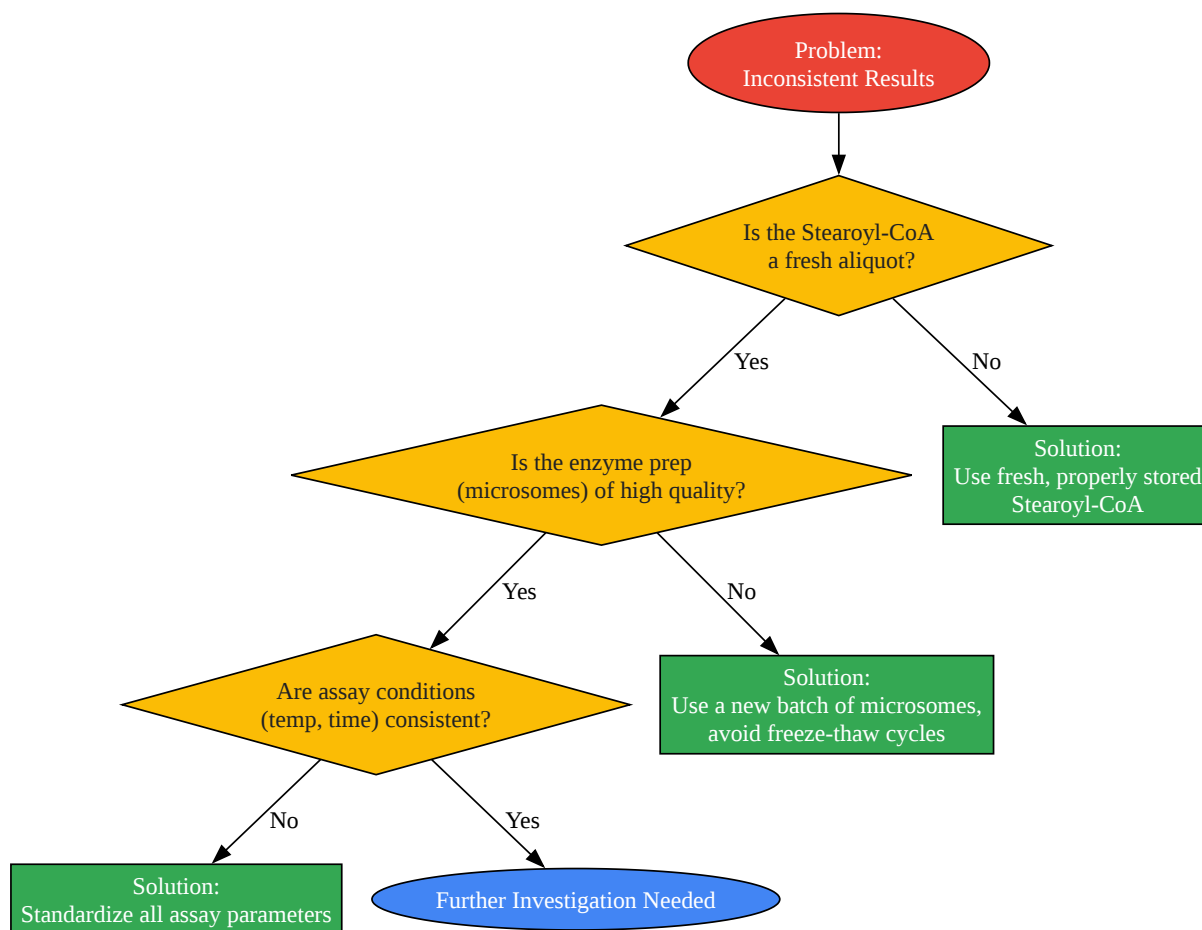 Problem:
Inconsistent Results
Is the Stearoyl-CoA
a fresh aliquot?
Yes
No
Is the enzyme prep
(microsomes) of high quality?
Solution:
Use fresh, properly stored
Stearoyl-CoA
Yes
No
Are assay conditions
(temp, time) consistent?
Solution:
Use a new batch of microsomes,
avoid freeze-thaw cycles
No
Yes
Solution:
Standardize all assay parameters
Further Investigation Needed